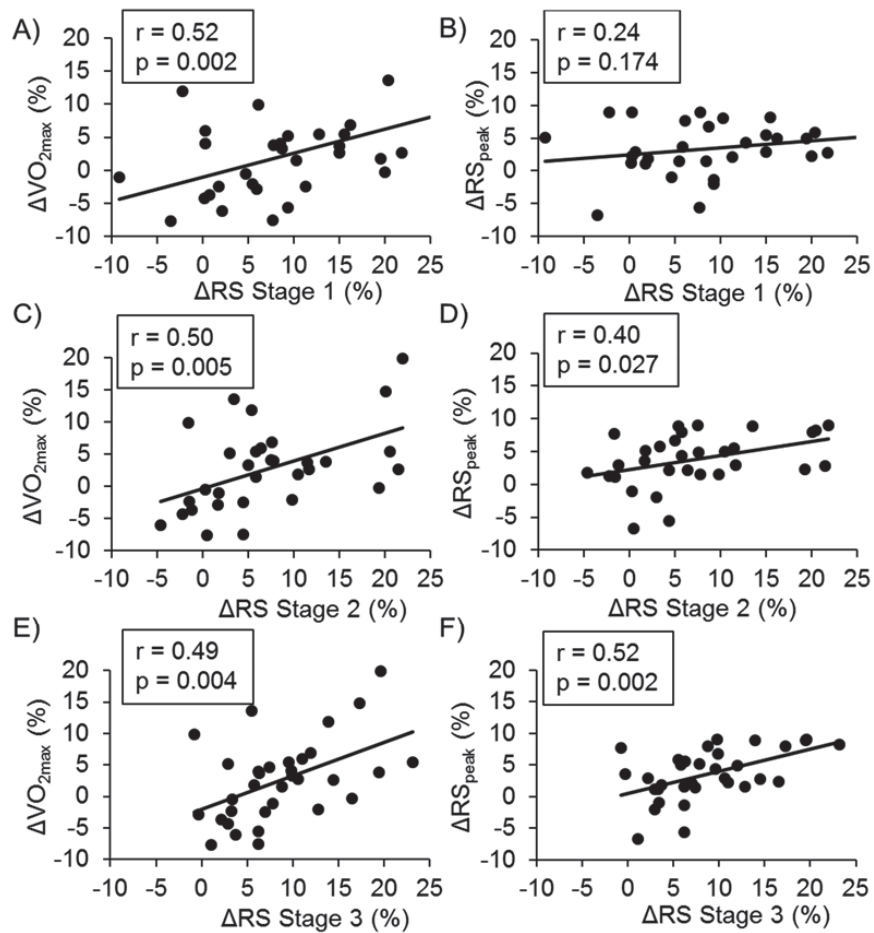 A)
r = 0.52
p = 0.002
ΔVO2max (%)
20
15
10
5
0
-5
-10
-10 -5 0 5 10 15 20 25
ΔRS Stage 1 (%)
B)
r = 0.24
p = 0.174
ΔRSpeak (%)
20
15
10
5
0
-5
-10
-10 -5 0 5 10 15 20 25
ΔRS Stage 1 (%)
C)
r = 0.50
p = 0.005
ΔVO2max (%)
20
15
10
5
0
-5
-10
-10 -5 0 5 10 15 20 25
ΔRS Stage 2 (%)
D)
r = 0.40
p = 0.027
ΔRSpeak (%)
20
15
10
5
0
-5
-10
-10 -5 0 5 10 15 20 25
ΔRS Stage 2 (%)
E)
r = 0.49
p = 0.004
ΔVO2max (%)
20
15
10
5
0
-5
-10
-10 -5 0 5 10 15 20 25
ΔRS Stage 3 (%)
F)
r = 0.52
p = 0.002
ΔRSpeak (%)
20
15
10
5
0
-5
-10
-10 -5 0 5 10 15 20 25
ΔRS Stage 3 (%)